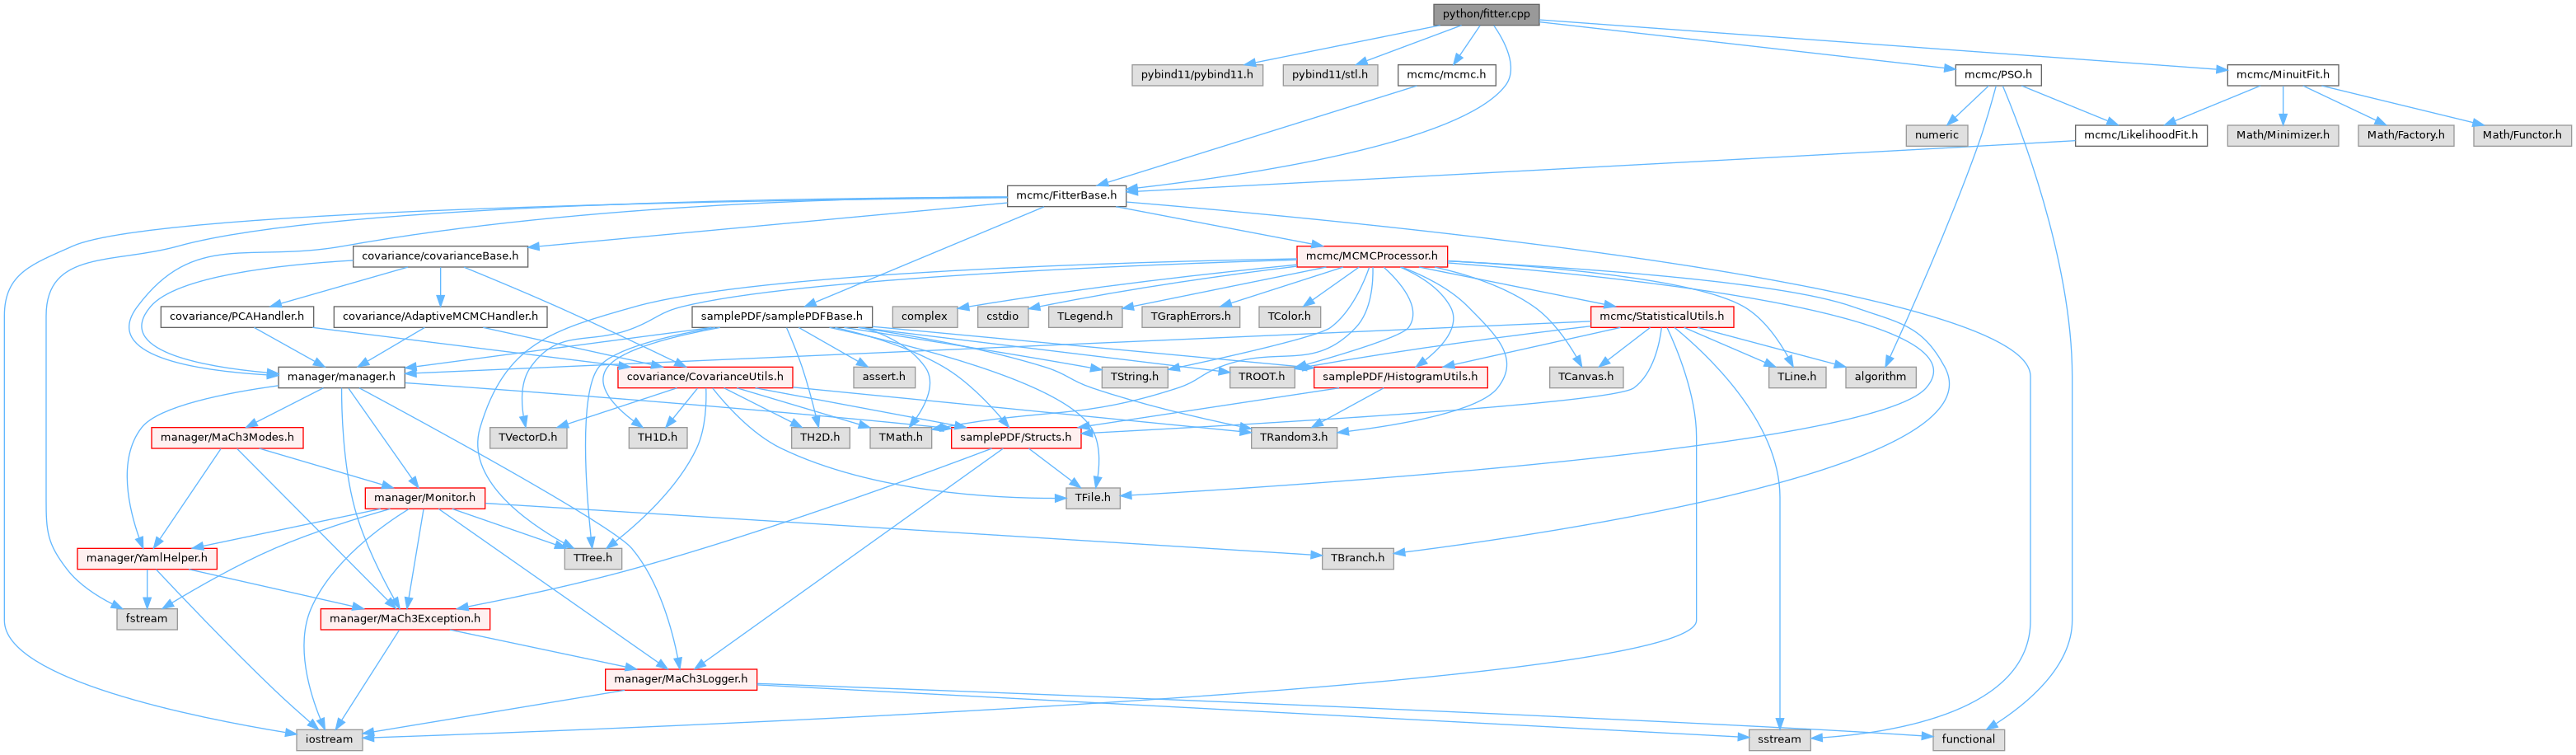 python/fitter.cpp
pybind11/pybind11.h
pybind11/stl.h
mcmc/mcmc.h
mcmc/PSO.h
mcmc/MinuitFit.h
numeric
mcmc/LikelihoodFit.h
Math/Minimizer.h
Math/Factory.h
Math/Functor.h
mcmc/FitterBase.h
covariance/covarianceBase.h
mcmc/MCMCProcessor.h
covariance/PCAHandler.h
covariance/AdaptiveMCMCHandler.h
samplePDF/samplePDFBase.h
complex
cstdio
TLegend.h
TGraphErrors.h
TColor.h
mcmc/StatisticalUtils.h
manager/manager.h
covariance/CovarianceUtils.h
assert.h
TString.h
TROOT.h
samplePDF/HistogramUtils.h
TCanvas.h
TLine.h
algorithm
manager/MaCh3Modes.h
TVectorD.h
TH1D.h
TH2D.h
TMath.h
samplePDF/Structs.h
TRandom3.h
manager/Monitor.h
TFile.h
manager/YamlHelper.h
TTree.h
TBranch.h
fstream
manager/MaCh3Exception.h
manager/MaCh3Logger.h
iostream
sstream
functional